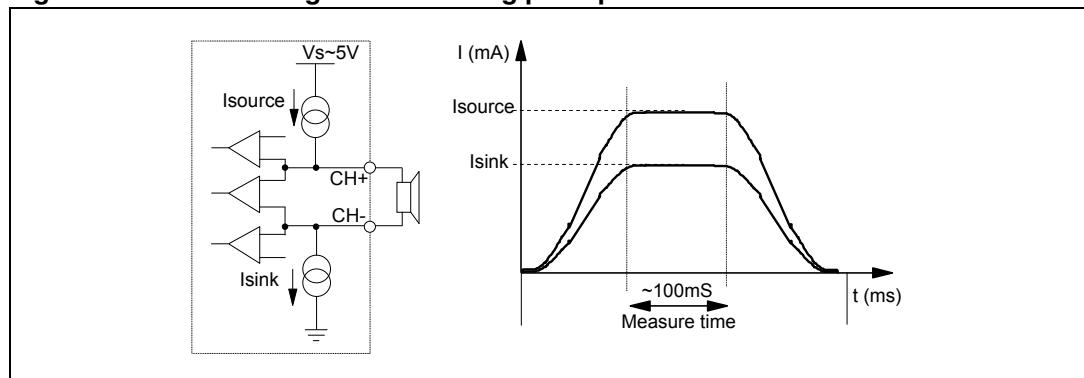 Vs~5V
Isource
CH+
CH-
Isink
I (mA)
Isource
Isink
~100mS
Measure time
t (ms)